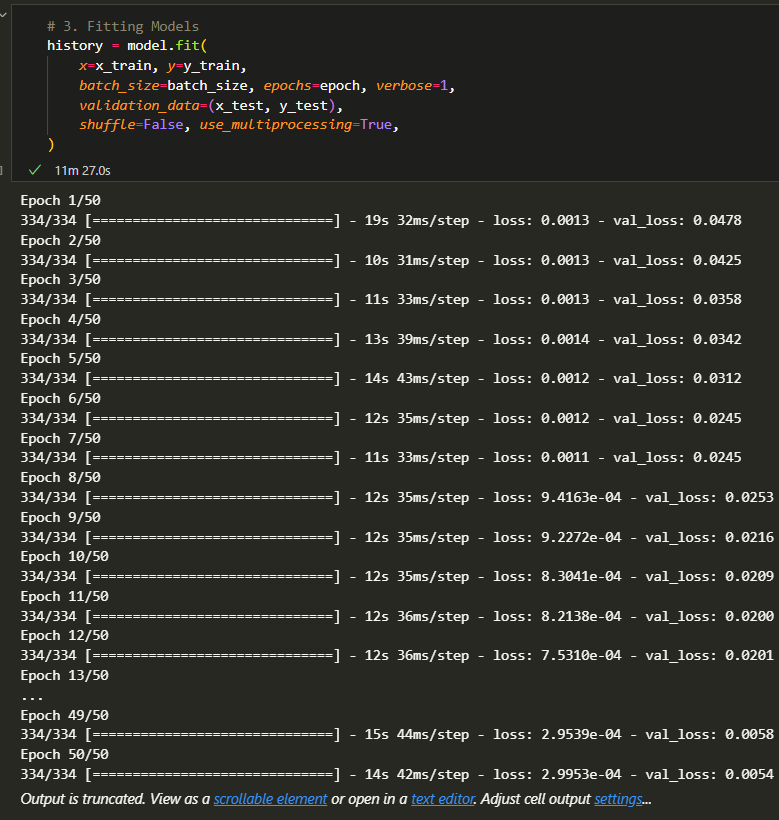 # 3. Fitting Models
history = model.fit(
x=x_train, y=y_train,
batch_size=batch_size, epochs=epoch, verbose=1,
validation_data=(x_test, y_test),
shuffle=False, use_multiprocessing=True,
)
11m 27.0s
Epoch 1/50
334/334 [==============================] - 19s 32ms/step - loss: 0.0013 - val_loss: 0.0478
Epoch 2/50
334/334 [==============================] - 10s 31ms/step - loss: 0.0013 - val_loss: 0.0425
Epoch 3/50
334/334 [==============================] - 11s 33ms/step - loss: 0.0013 - val_loss: 0.0358
Epoch 4/50
334/334 [==============================] - 13s 39ms/step - loss: 0.0014 - val_loss: 0.0342
Epoch 5/50
334/334 [==============================] - 14s 43ms/step - loss: 0.0012 - val_loss: 0.0312
Epoch 6/50
334/334 [==============================] - 12s 35ms/step - loss: 0.0012 - val_loss: 0.0245
Epoch 7/50
334/334 [==============================] - 11s 33ms/step - loss: 0.0011 - val_loss: 0.0245
Epoch 8/50
334/334 [==============================] - 12s 35ms/step - loss: 9.4163e-04 - val_loss: 0.0253
Epoch 9/50
334/334 [==============================] - 12s 35ms/step - loss: 9.2272e-04 - val_loss: 0.0216
Epoch 10/50
334/334 [==============================] - 12s 35ms/step - loss: 8.3041e-04 - val_loss: 0.0209
Epoch 11/50
334/334 [==============================] - 12s 36ms/step - loss: 8.2138e-04 - val_loss: 0.0200
Epoch 12/50
334/334 [==============================] - 12s 36ms/step - loss: 7.5310e-04 - val_loss: 0.0201
Epoch 13/50
...
Epoch 49/50
334/334 [==============================] - 15s 44ms/step - loss: 2.9539e-04 - val_loss: 0.0058
Epoch 50/50
334/334 [==============================] - 14s 42ms/step - loss: 2.9953e-04 - val_loss: 0.0054
Output is truncated. View as a scrollable element or open in a text editor. Adjust cell output settings...